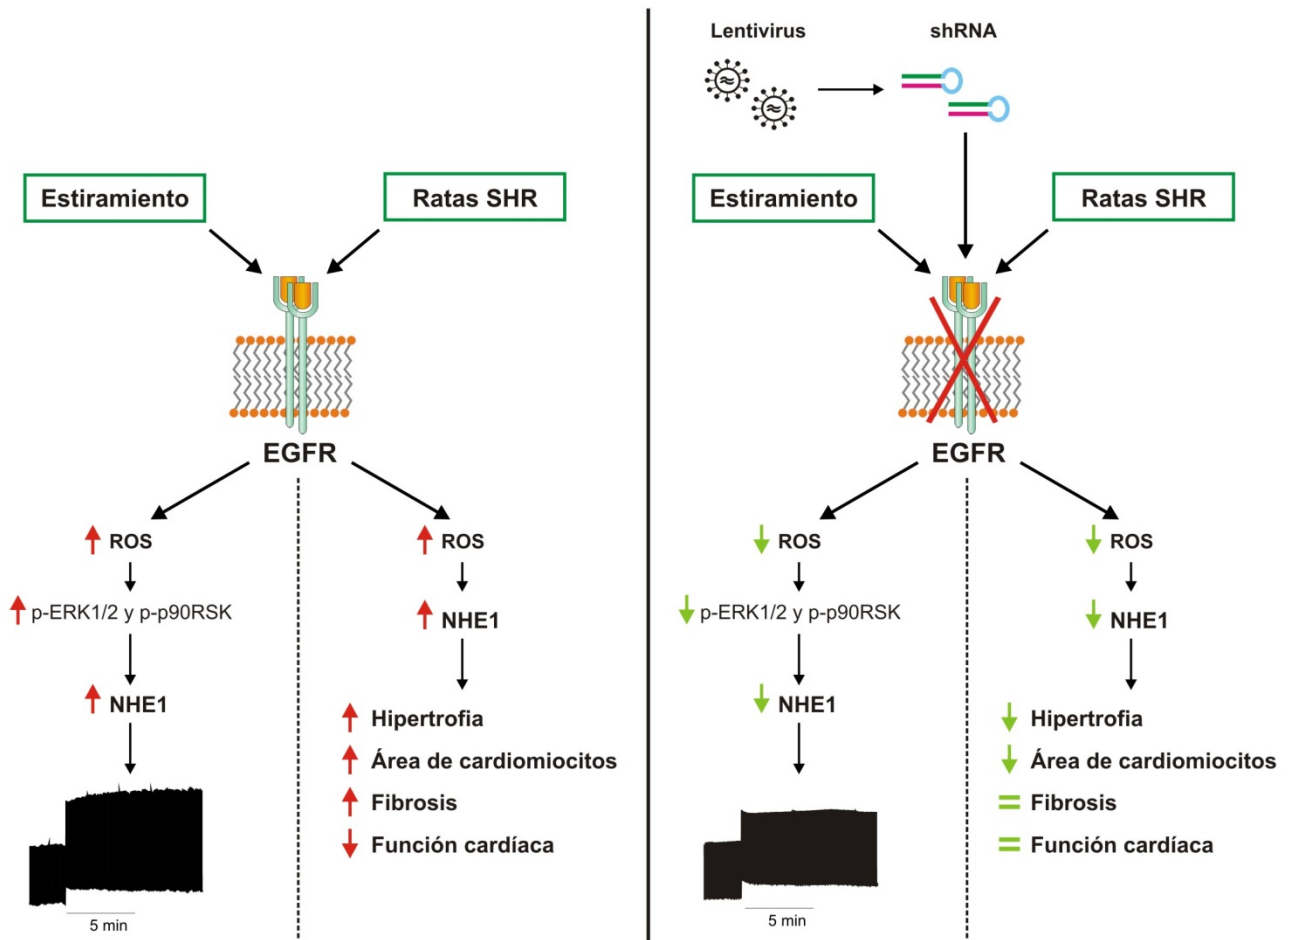 Estiramiento
Ratas SHR
EGFR
ROS
ROS
p-ERK1/2 y p-p90RSK
NHE1
NHE1
Hipertrofia
Área de cardiomiocitos
Fibrosis
Función cardíaca
5 min
Lentivirus
shRNA
Estiramiento
Ratas SHR
EGFR
ROS
ROS
p-ERK1/2 y p-p90RSK
NHE1
NHE1
Hipertrofia
Área de cardiomiocitos
Fibrosis
Función cardíaca
5 min